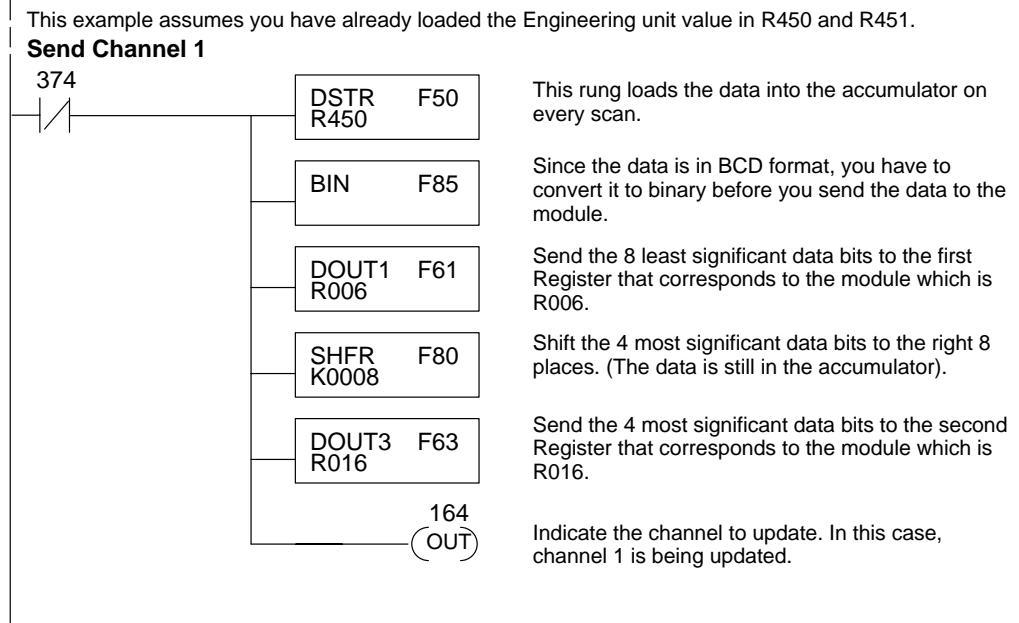 This example assumes you have already loaded the Engineering unit value in R450 and R451.
Send Channel 1
374
DSTR F50
R450
This rung loads the data into the accumulator on
every scan.
BIN F85
Since the data is in BCD format, you have to
convert it to binary before you send the data to the
module.
DOUT1 F61
R006
Send the 8 least significant data bits to the first
Register that corresponds to the module which is
R006.
SHFR F80
K0008
Shift the 4 most significant data bits to the right 8
places. (The data is still in the accumulator).
DOUT3 F63
R016
Send the 4 most significant data bits to the second
Register that corresponds to the module which is
R016.
164
OUT
Indicate the channel to update. In this case,
channel 1 is being updated.